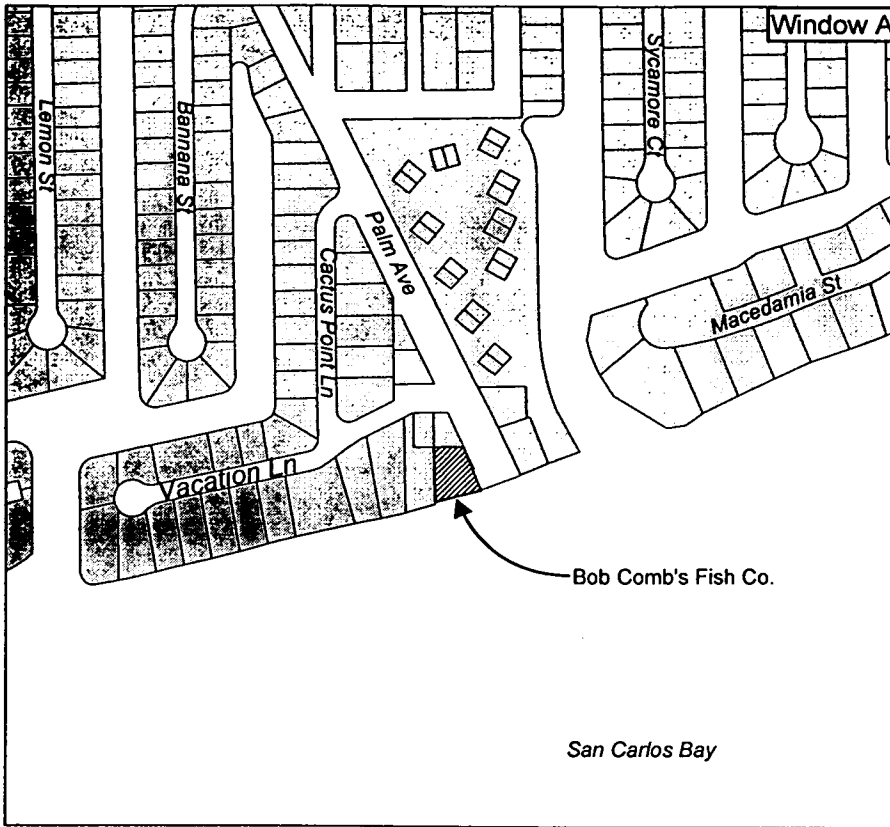 Window A
Lemon St
Bannana St
Cactus Point Ln
Palm Ave
Sycamore Ct
Macedamia St
Vacation Ln
Bob Comb's Fish Co.
San Carlos Bay